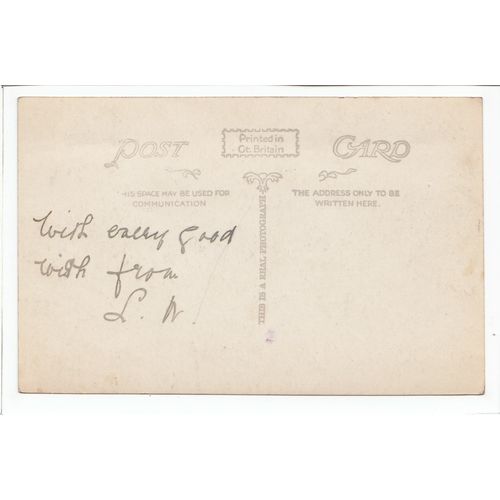 POST
Printed in
Gt. Britain
CARD
THIS SPACE MAY BE USED FOR
COMMUNICATION
THE ADDRESS ONLY TO BE
WRITTEN HERE.
THIS IS A REAL PHOTOGRAPH
With every good
wish from
L. W.